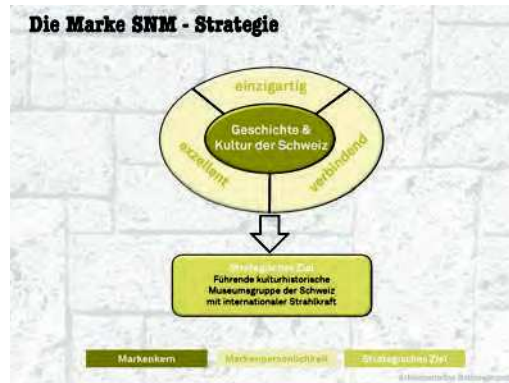 Die Marke SNM - Strategie
einzigartig
Geschichte &
Kultur der Schweiz
exzellent
verbindend
Strategisches Ziel
Führende kulturhistorische
Museumsgruppe der Schweiz
mit internationaler Strahlkraft
Markenkern
Markenpersönlichkeit
Strategisches Ziel